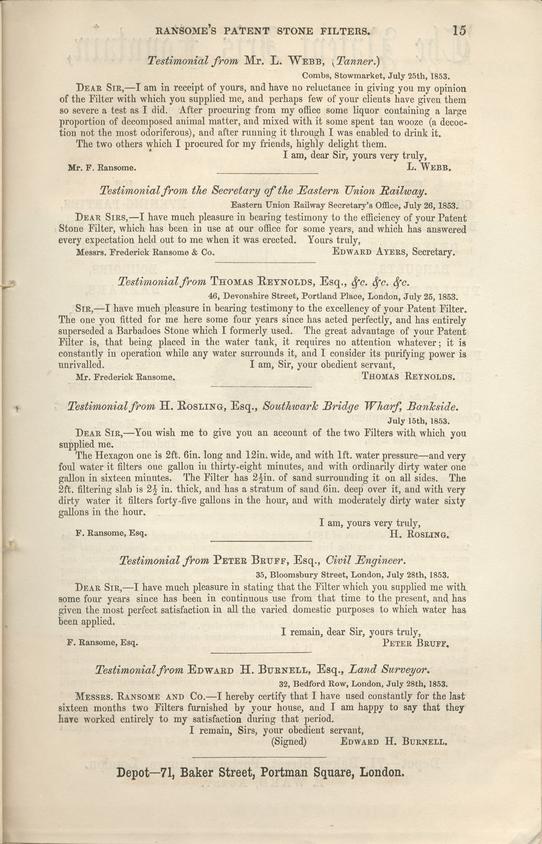 RANSOME'S PATENT STONE FILTERS. 15
Testimonial from Mr. L. WEBB, (Tanner.)
Combs, Stowmarket, July 25th, 1853.
DEAR SIR,—I am in receipt of yours, and have no reluctance in giving you my opinion
of the Filter with which you supplied me, and perhaps few of your clients have given them
so severe a test as I did. After procuring from my office some liquor containing a large
proportion of decomposed animal matter, and mixed with it some spent tan wooze (a decoc-
tion not the most odoriferous), and after running it through I was enabled to drink it.
The two others which I procured for my friends, highly delight them.
I am, dear Sir, yours very truly,
Mr. F. Ransome. L. WEBB.
Testimonial from the Secretary of the Eastern Union Railway.
Eastern Union Railway Secretary's Office, July 26, 1853.
DEAR SIRS,—I have much pleasure in bearing testimony to the efficiency of your Patent
Stone Filter, which has been in use at our office for some years, and which has answered
every expectation held out to me when it was erected. Yours truly,
Messrs. Frederick Ransome & Co. EDWARD AYERS, Secretary.
Testimonial from THOMAS REYNOLDS, Esq., &c. &c. &c.
46, Devonshire Street, Portland Place, London, July 25, 1853.
SIR,—I have much pleasure in bearing testimony to the excellency of your Patent Filter.
The one you fitted for me here some four years since has acted perfectly, and has entirely
superseded a Barbadoes Stone which I formerly used. The great advantage of your Patent
Filter is, that being placed in the water tank, it requires no attention whatever; it is
constantly in operation while any water surrounds it, and I consider its purifying power is
unrivalled. I am, Sir, your obedient servant,
Mr. Frederick Ransome. THOMAS REYNOLDS.
Testimonial from H. ROSLING, Esq., Southwark Bridge Wharf, Bankside.
July 15th, 1853.
DEAR SIR,—You wish me to give you an account of the two Filters with which you
supplied me.
The Hexagon one is 2ft. 6in. long and 12in. wide, and with 1ft. water pressure—and very
foul water it filters one gallon in thirty-eight minutes, and with ordinarily dirty water one
gallon in sixteen minutes. The Filter has 2½in. of sand surrounding it on all sides. The
2ft. filtering slab is 2½ in. thick, and has a stratum of sand 6in. deep over it, and with very
dirty water it filters forty-five gallons in the hour, and with moderately dirty water sixty
gallons in the hour.
I am, yours very truly,
F. Ransome, Esq. H. ROSLING.
Testimonial from PETER BRUFF, Esq., Civil Engineer.
35, Bloomsbury Street, London, July 28th, 1853.
DEAR SIR,—I have much pleasure in stating that the Filter which you supplied me with
some four years since has been in continuous use from that time to the present, and has
given the most perfect satisfaction in all the varied domestic purposes to which water has
been applied.
I remain, dear Sir, yours truly,
F. Ransome, Esq. PETER BRUFF.
Testimonial from EDWARD H. BURNELL, Esq., Land Surveyor.
32, Bedford Row, London, July 28th, 1853.
MESSRS. RANSOME AND CO.—I hereby certify that I have used constantly for the last
sixteen months two Filters furnished by your house, and I am happy to say that they
have worked entirely to my satisfaction during that period.
I remain, Sirs, your obedient servant,
(Signed) EDWARD H. BURNELL.
Depot—71, Baker Street, Portman Square, London.